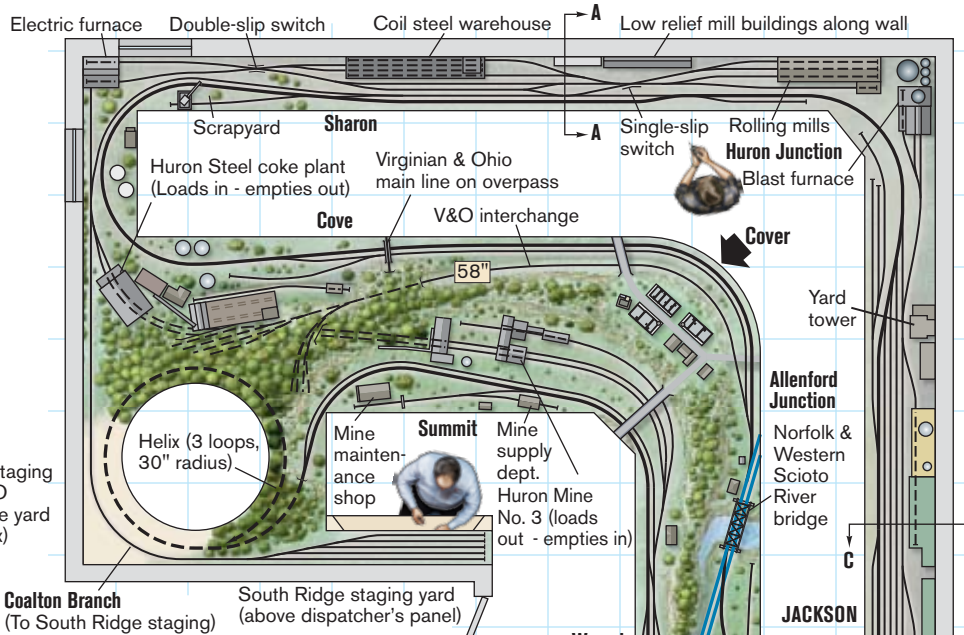 Electric furnace
Double-slip switch
Coil steel warehouse
A
Low relief mill buildings along wall
Scrapyard
Sharon
A
Single-slip
switch
Rolling mills
Huron Junction
Blast furnace
Huron Steel coke plant
(Loads in - empties out)
Virginian & Ohio
main line on overpass
Cove
V&O interchange
Cover
58"
Yard
tower
Allenford
Junction
Helix (3 loops,
30" radius)
Mine
mainten-
ance
shop
Summit
Mine
supply
dept.
Huron Mine
No. 3 (loads
out - empties in)
Norfolk &
Western
Scioto
River
bridge
C
Coalton Branch
(To South Ridge staging)
South Ridge staging yard
(above dispatcher's panel)
JACKSON